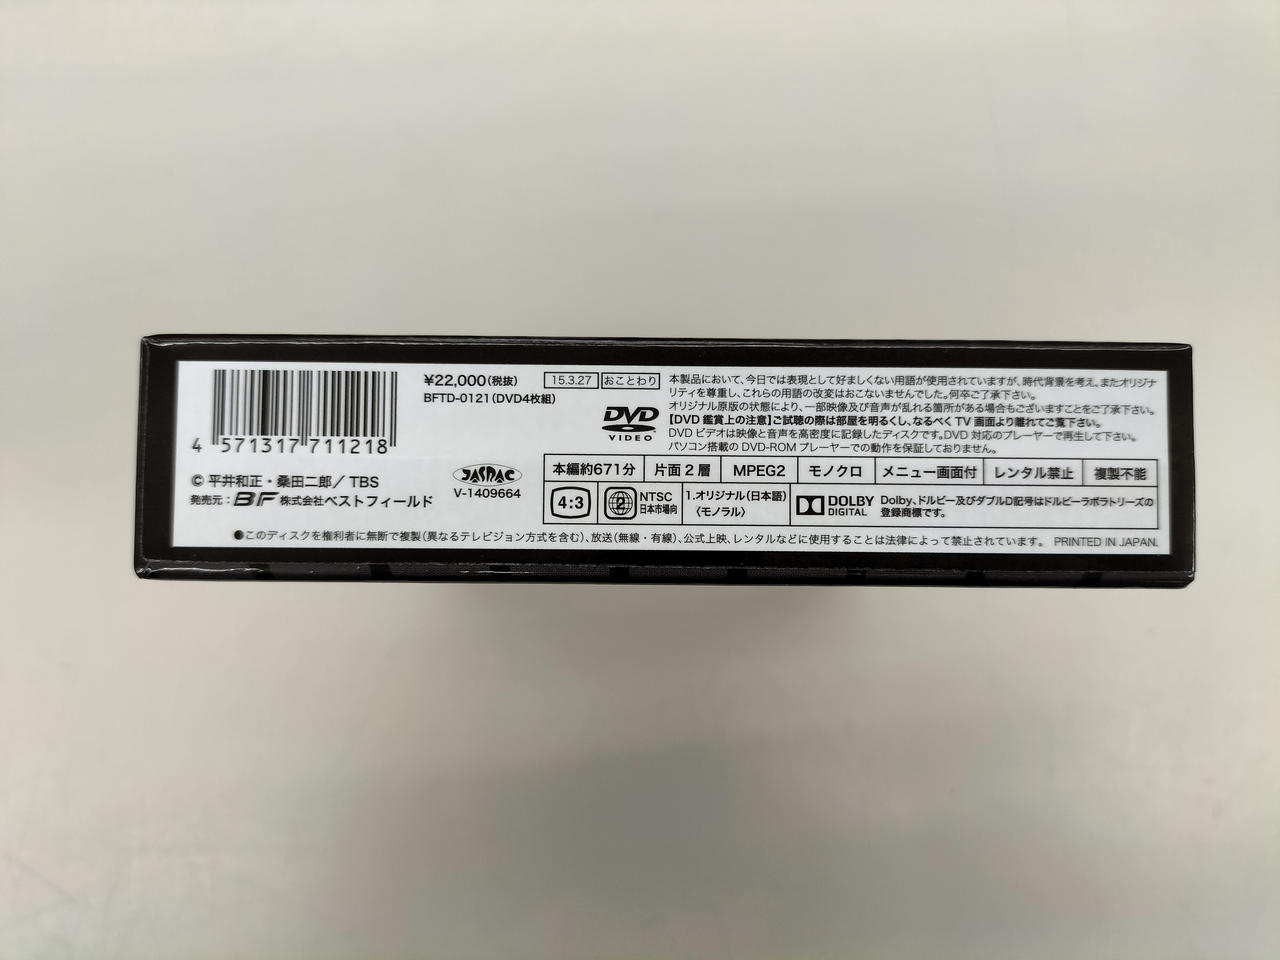 4 571317 711218
¥22,000(税抜)
BFTD-0121(DVD4枚組)
15.3.27
おことわり
本製品において、今日では表現として好ましくない用語が使用されていますが、時代背景を考え、またオリジナ
リティを尊重し、これらの用語の改変はおこないませんでした。何卒ご了承下さい。
オリジナル原版の状態により、一部映像及び音声が乱れる箇所がある場合もございますことをご了承下さい。
【DVD鑑賞上の注意】ご試聴の際は部屋を明るくし、なるべくTV画面より離れてご覧下さい。
DVDビデオは映像と音声を高密度に記録したディスクです。DVD対応のプレーヤーで再生して下さい。
パソコン搭載のDVD-ROMプレーヤーでの動作を保証しておりません。
DVD
VIDEO
© 平井和正・桑田二郎/TBS
発売元: BF 株式会社ベストフィールド
JASRAC
V-1409664
本編約671分 片面2層 MPEG2 モノクロ メニュー画面付 レンタル禁止 複製不能
4:3
2
NTSC
日本市場向
1.オリジナル(日本語)
〈モノラル〉
DOLBY
DIGITAL
Dolby、ドルビー及びダブルD記号はドルビーラボラトリーズの
登録商標です。
●このディスクを権利者に無断で複製(異なるテレビジョン方式を含む)、放送(無線・有線)、公式上映、レンタルなどに使用することは法律によって禁止されています。 PRINTED IN JAPAN.